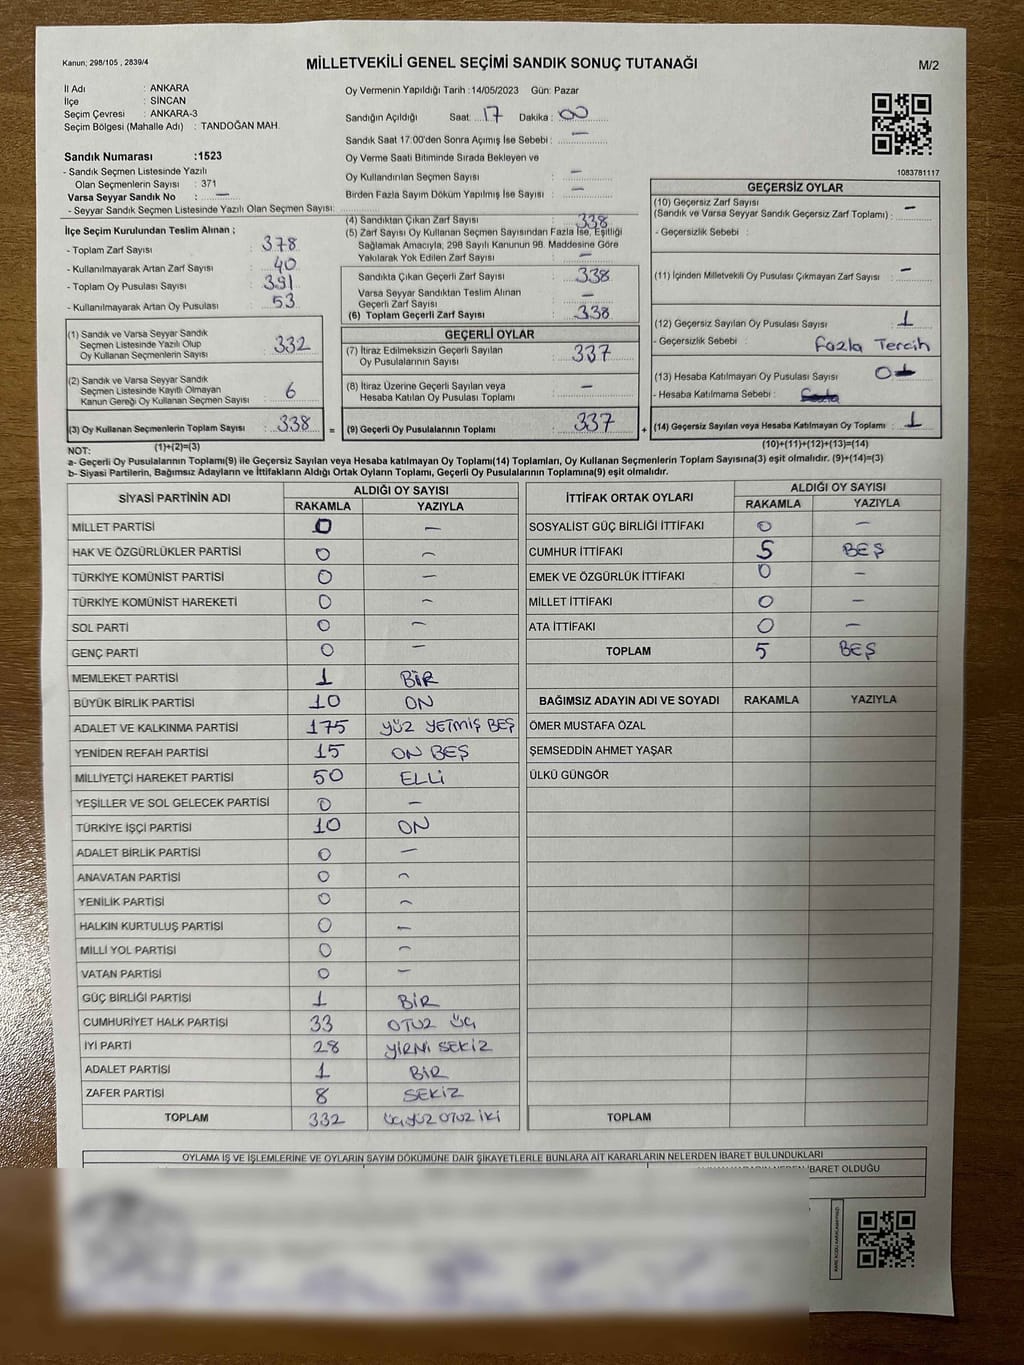 Kanun; 298/105 , 2839/4
MİLLETVEKİLİ GENEL SEÇİMİ SANDIK SONUÇ TUTANAĞI
M/2
İl Adı : ANKARA
İlçe : SİNCAN
Seçim Çevresi : ANKARA-3
Seçim Bölgesi (Mahalle Adı) : TANDOĞAN MAH.
Sandık Numarası :1523
- Sandık Seçmen Listesinde Yazılı
Olan Seçmenlerin Sayısı : 371
Varsa Seyyar Sandık No : —
- Seyyar Sandık Seçmen Listesinde Yazılı Olan Seçmen Sayısı:
Oy Vermenin Yapıldığı Tarih :14/05/2023 Gün: Pazar
Sandığın Açıldığı Saat: 17 Dakika : 00
Sandık Saat 17.00'den Sonra Açımış İse Sebebi : —
Oy Verme Saati Bitiminde Sırada Bekleyen ve
Oy Kullandırılan Seçmen Sayısı : —
Birden Fazla Sayım Döküm Yapılmış İse Sayısı : —
1083781117
İlçe Seçim Kurulundan Teslim Alınan ;
- Toplam Zarf Sayısı : 378
- Kullanılmayarak Artan Zarf Sayısı : 40
- Toplam Oy Pusulası Sayısı : 391
- Kullanılmayarak Artan Oy Pusulası : 53
(1) Sandık ve Varsa Seyyar Sandık
Seçmen Listesinde Yazılı Olup
Oy Kullanan Seçmenlerin Sayısı : 332
(2) Sandık ve Varsa Seyyar Sandık
Seçmen Listesinde Kayıtlı Olmayan
Kanun Gereği Oy Kullanan Seçmen Sayısı : 6
(3) Oy Kullanan Seçmenlerin Toplam Sayısı : 338
(1)+(2)=(3)
(4) Sandıktan Çıkan Zarf Sayısı : 338
(5) Zarf Sayısı Oy Kullanan Seçmen Sayısından Fazla İse, Eşitliği
Sağlamak Amacıyla; 298 Sayılı Kanunun 98. Maddesine Göre
Yakılarak Yok Edilen Zarf Sayısı : —
Sandıkta Çıkan Geçerli Zarf Sayısı : 338
Varsa Seyyar Sandıktan Teslim Alınan
Geçerli Zarf Sayısı : —
(6) Toplam Geçerli Zarf Sayısı : 338
GEÇERLİ OYLAR
(7) İtiraz Edilmeksizin Geçerli Sayılan
Oy Pusulalarının Sayısı : 337
(8) İtiraz Üzerine Geçerli Sayılan veya
Hesaba Katılan Oy Pusulası Toplamı : —
= (9) Geçerli Oy Pusulalarının Toplamı : 337 +
GEÇERSİZ OYLAR
(10) Geçersiz Zarf Sayısı
(Sandık ve Varsa Seyyar Sandık Geçersiz Zarf Toplamı) : —
- Geçersizlik Sebebi :
(11) İçinden Milletvekili Oy Pusulası Çıkmayan Zarf Sayısı : —
(12) Geçersiz Sayılan Oy Pusulası Sayısı : 1
- Geçersizlik Sebebi : Fazla Tercih
(13) Hesaba Katılmayan Oy Pusulası Sayısı : 0
- Hesaba Katılmama Sebebi :
(14) Geçersiz Sayılan veya Hesaba Katılmayan Oy Toplamı : 1
(10)+(11)+(12)+(13)=(14)
NOT:
a- Geçerli Oy Pusulalarının Toplamı(9) ile Geçersiz Sayılan veya Hesaba katılmayan Oy Toplamı(14) Toplamları, Oy Kullanan Seçmenlerin Toplam Sayısına(3) eşit olmalıdır. (9)+(14)=(3)
b- Siyasi Partilerin, Bağımsız Adayların ve İttifakların Aldığı Ortak Oyların Toplamı, Geçerli Oy Pusulalarının Toplamına(9) eşit olmalıdır.
SİYASİ PARTİNİN ADI
ALDIĞI OY SAYISI
RAKAMLA YAZIYLA
MİLLET PARTİSİ 0 —
HAK VE ÖZGÜRLÜKLER PARTİSİ 0 —
TÜRKİYE KOMÜNİST PARTİSİ 0 —
TÜRKİYE KOMÜNİST HAREKETİ 0 —
SOL PARTİ 0 —
GENÇ PARTİ 0 —
MEMLEKET PARTİSİ 1 BİR
BÜYÜK BİRLİK PARTİSİ 10 ON
ADALET VE KALKINMA PARTİSİ 175 YÜZ YETMİŞ BEŞ
YENİDEN REFAH PARTİSİ 15 ON BEŞ
MİLLİYETÇİ HAREKET PARTİSİ 50 ELLİ
YEŞİLLER VE SOL GELECEK PARTİSİ 0 —
TÜRKİYE İŞÇİ PARTİSİ 10 ON
ADALET BİRLİK PARTİSİ 0 —
ANAVATAN PARTİSİ 0 —
YENİLİK PARTİSİ 0 —
HALKIN KURTULUŞ PARTİSİ 0 —
MİLLİ YOL PARTİSİ 0 —
VATAN PARTİSİ 0 —
GÜÇ BİRLİĞİ PARTİSİ 1 BİR
CUMHURİYET HALK PARTİSİ 33 OTUZ ÜÇ
İYİ PARTİ 28 YİRMİ SEKİZ
ADALET PARTİSİ 1 BİR
ZAFER PARTİSİ 8 SEKİZ
TOPLAM 332 ÜÇYÜZ OTUZ İKİ
İTTİFAK ORTAK OYLARI
ALDIĞI OY SAYISI
RAKAMLA YAZIYLA
SOSYALİST GÜÇ BİRLİĞİ İTTİFAKI 0 —
CUMHUR İTTİFAKI 5 BEŞ
EMEK VE ÖZGÜRLÜK İTTİFAKI 0 —
MİLLET İTTİFAKI 0 —
ATA İTTİFAKI 0 —
TOPLAM 5 BEŞ
BAĞIMSIZ ADAYIN ADI VE SOYADI RAKAMLA YAZIYLA
ÖMER MUSTAFA ÖZAL
ŞEMSEDDİN AHMET YAŞAR
ÜLKÜ GÜNGÖR
TOPLAM
OYLAMA İŞ VE İŞLEMLERİNE VE OYLARIN SAYIM DÖKÜMÜNE DAİR ŞİKAYETLERLE BUNLARA AİT KARARLARIN NELERDEN İBARET BULUNDUKLARI
İBARET OLDUĞU